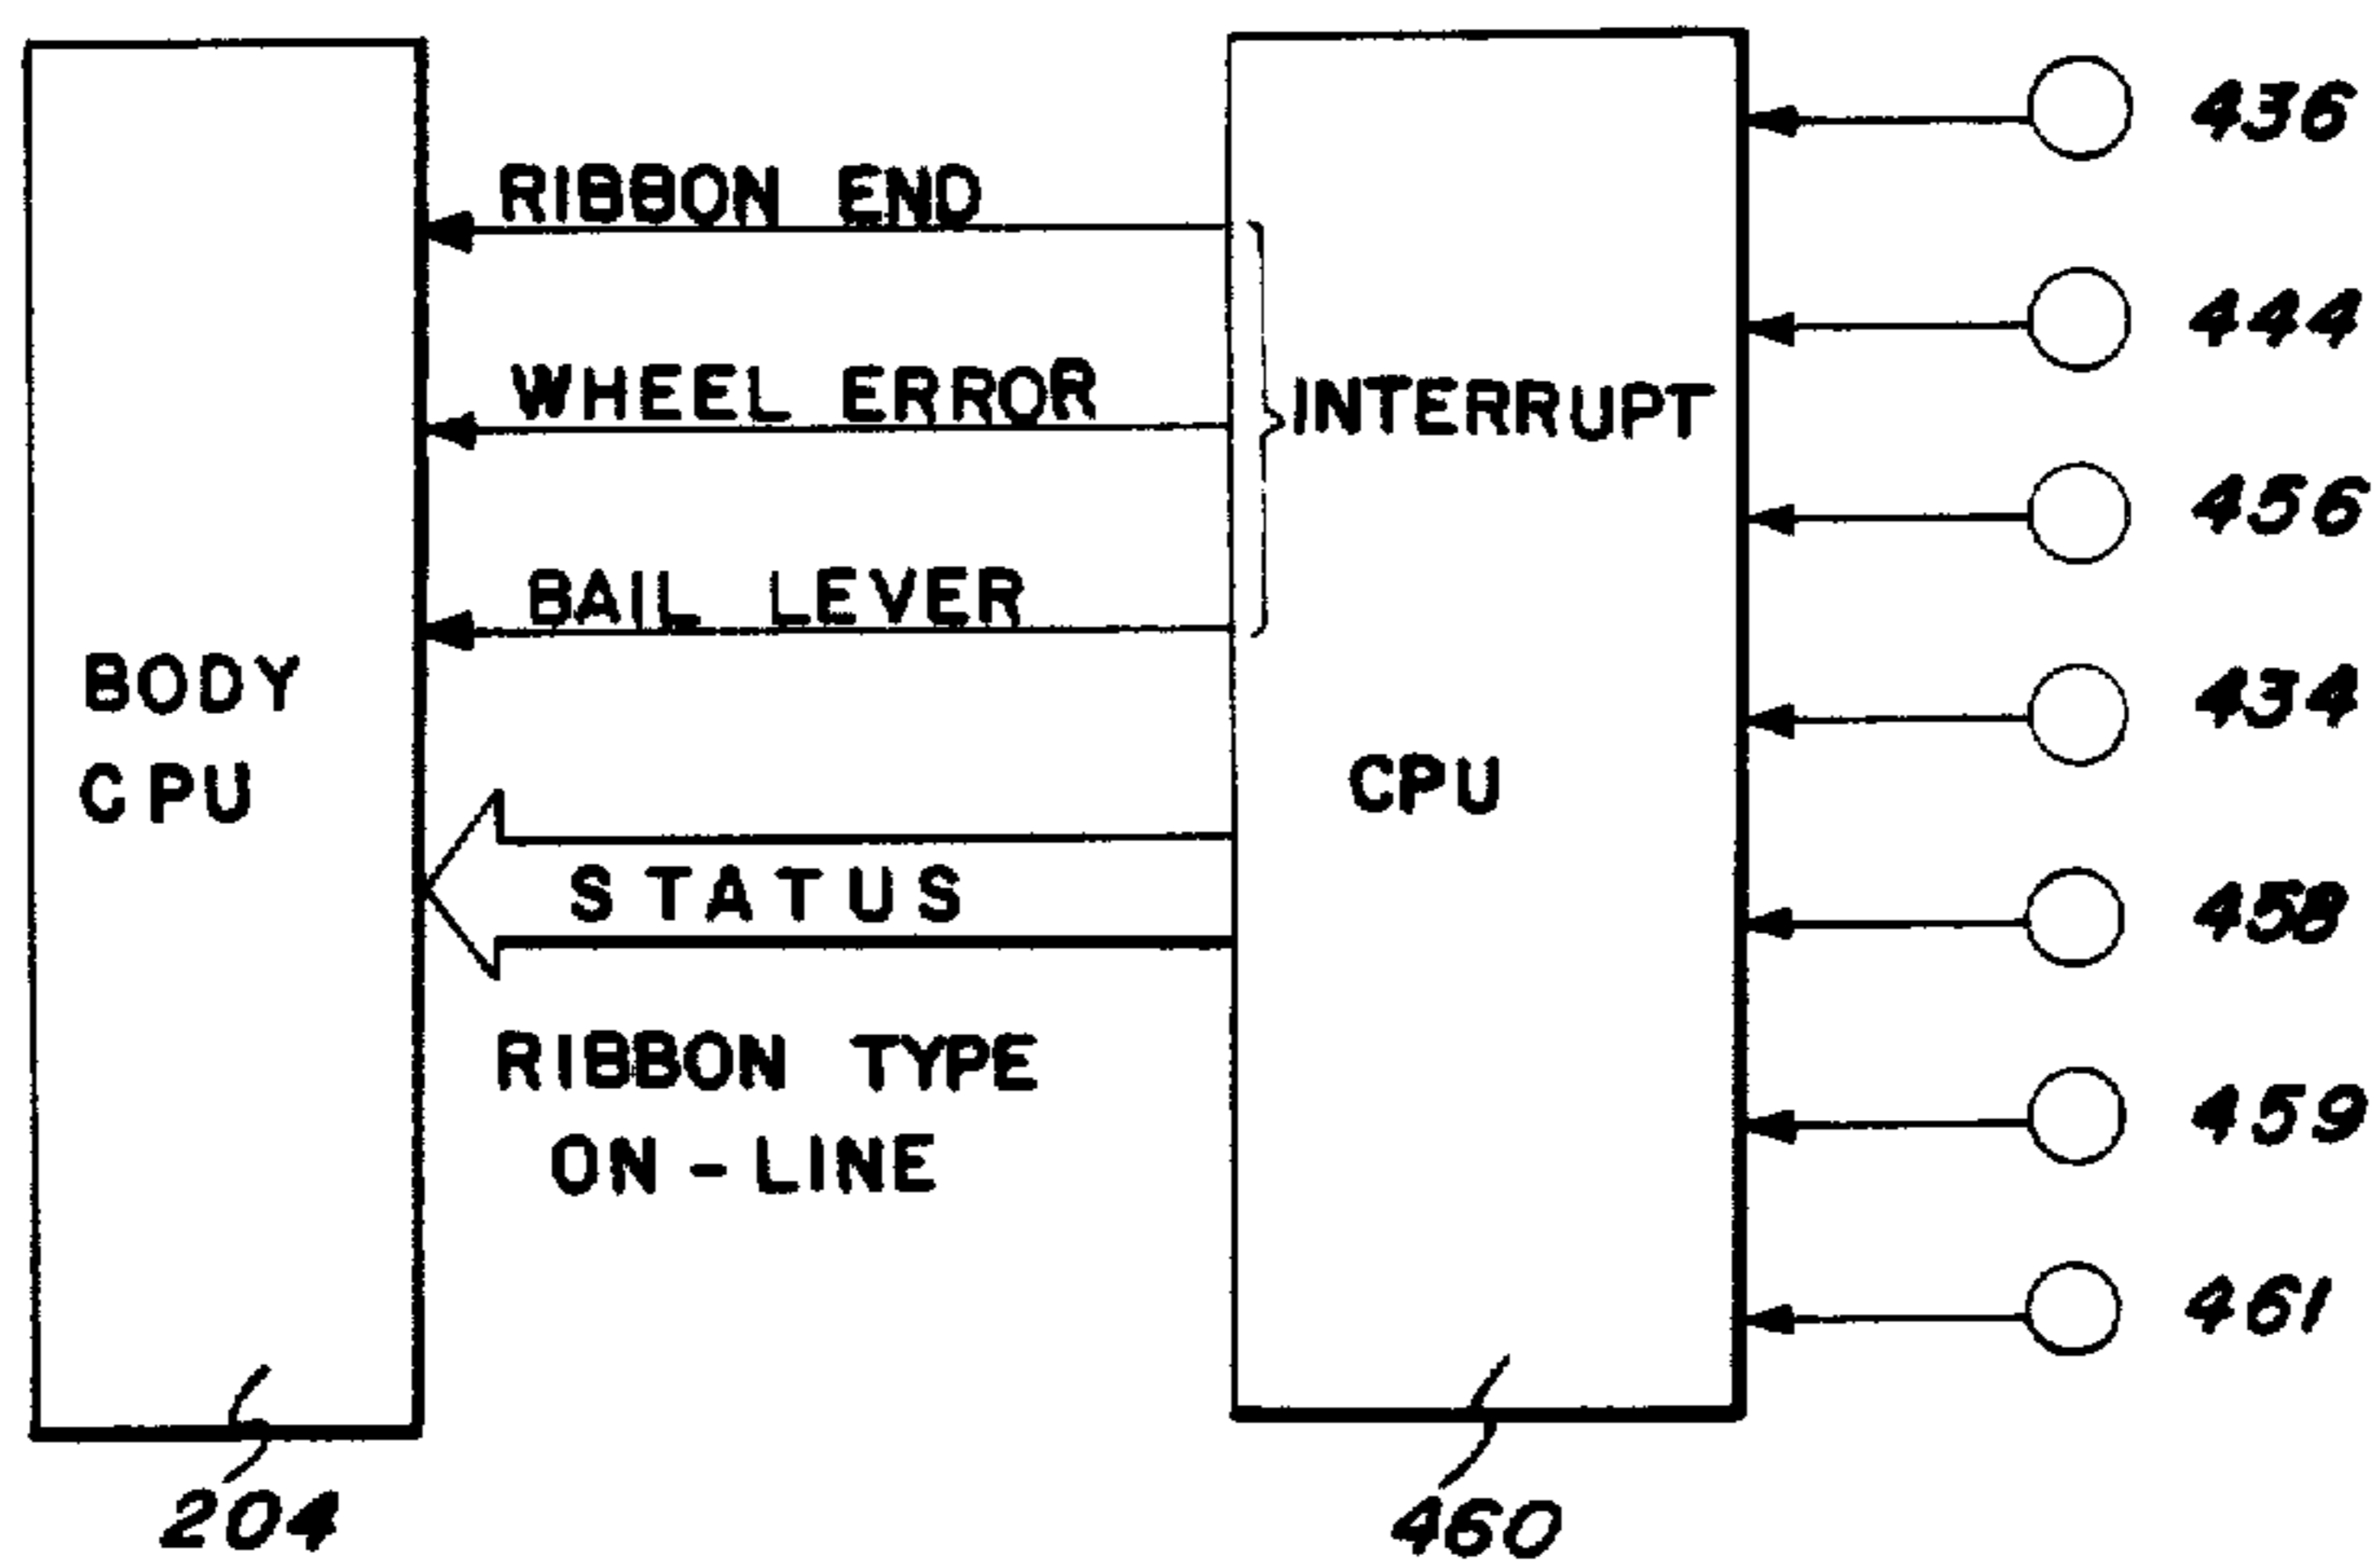 RIBBON END
WHEEL ERROR
BAIL LEVER
INTERRUPT
BODY
CPU
CPU
STATUS
RIBBON TYPE
ON-LINE
436
444
456
434
458
459
461
204
460